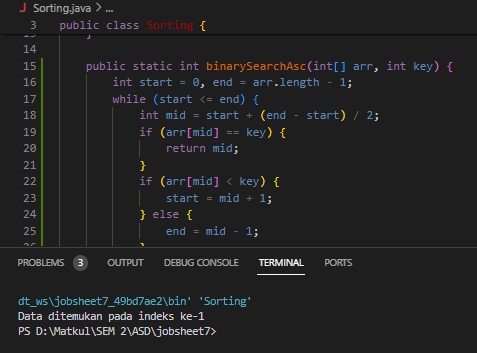 J Sorting.java > ...
3 public class Sorting {
13 }
14
15 public static int binarySearchAsc(int[] arr, int key) {
16 int start = 0, end = arr.length - 1;
17 while (start <= end) {
18 int mid = start + (end - start) / 2;
19 if (arr[mid] == key) {
20 return mid;
21 }
22 if (arr[mid] < key) {
23 start = mid + 1;
24 } else {
25 end = mid - 1;
26 }
PROBLEMS 3 OUTPUT DEBUG CONSOLE TERMINAL PORTS
dt_ws\jobsheet7_49bd7ae2\bin' 'Sorting'
Data ditemukan pada indeks ke-1
PS D:\Matkul\SEM 2\ASD\jobsheet7>